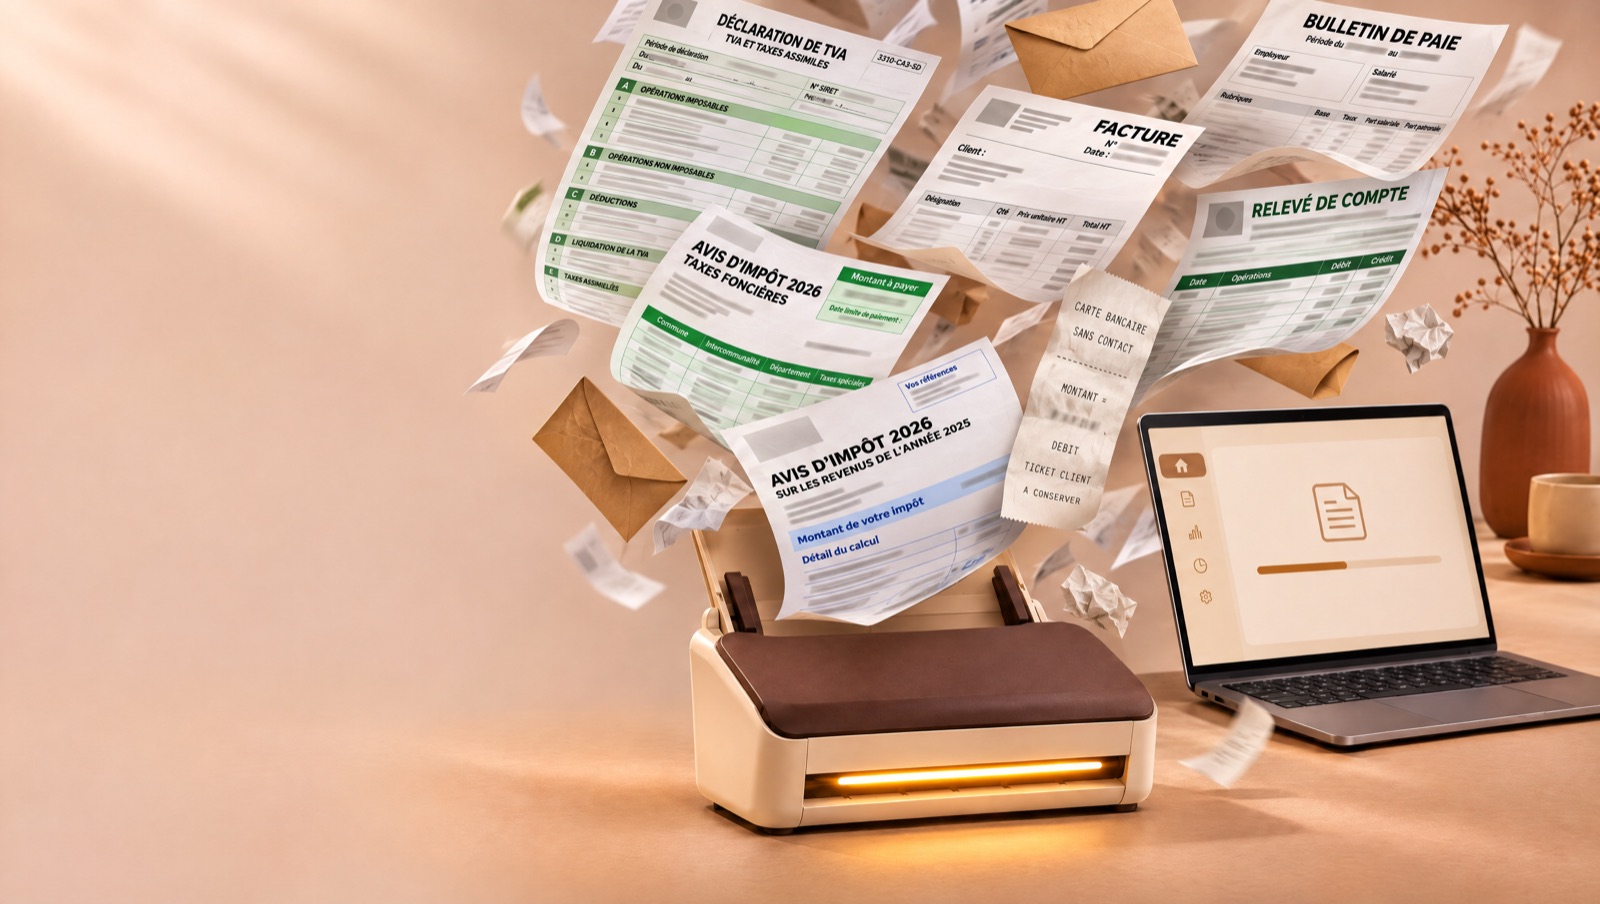 DÉCLARATION DE TVA
TVA ET TAXES ASSIMILES
3310-CA3-SD
Période de déclaration
Du
Du
au
N° SIRET
A OPÉRATIONS IMPOSABLES
B OPÉRATIONS NON IMPOSABLES
C DÉDUCTIONS
D LIQUIDATION DE LA TVA
E TAXES ASSIMIELÍES
AVIS D'IMPÔT 2026
TAXES FONCIÈRES
Montant à payer
Date limite de paiement :
Commune
Intercommunalité
Département
Taxes spéciales
FACTURE
N°
Date :
Client :
Désignation
Qté
Prix unitaire HT
Total HT
BULLETIN DE PAIE
Période du au
Employeur
Salarié
Rubriques
Base
Taux
Part salariale
Part patronale
RELEVÉ DE COMPTE
Date
Opérations
Débit
Crédit
CARTE BANCAIRE
SANS CONTACT
MONTANT =
DEBIT
TICKET CLIENT
A CONSERVER
Vos références
AVIS D'IMPÔT 2026
SUR LES REVENUS DE L'ANNÉE 2025
Montant de votre impôt
Détail du calcul